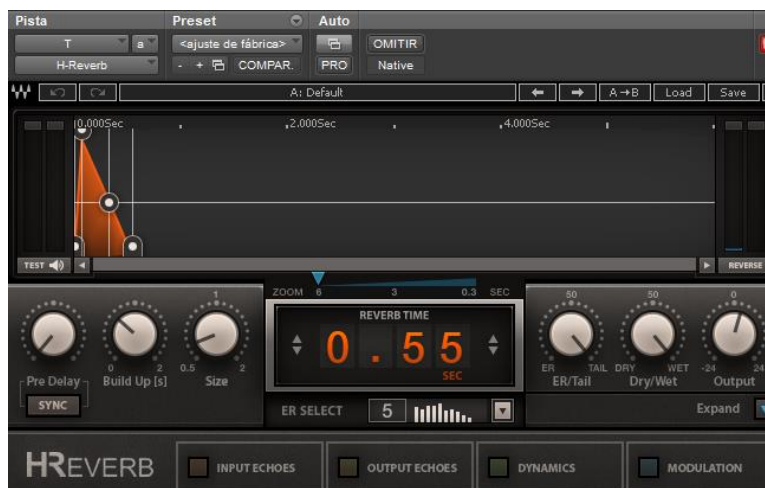 Pista Preset Auto
T a <ajuste de fábrica> OMITIR
H-Reverb - + COMPAR. PRO Native
A: Default A→B Load Save
0.000Sec 2.000Sec 4.000Sec
TEST REVERSE
ZOOM 6 3 0.3 SEC
1 50 50 0
REVERB TIME
0.55
SEC
0 2 0.5 2 ER TAIL DRY WET -24 24
Pre Delay Build Up [s] Size ER/Tail Dry/Wet Output
SYNC ER SELECT 5 Expand
HREVERB INPUT ECHOES OUTPUT ECHOES DYNAMICS MODULATION